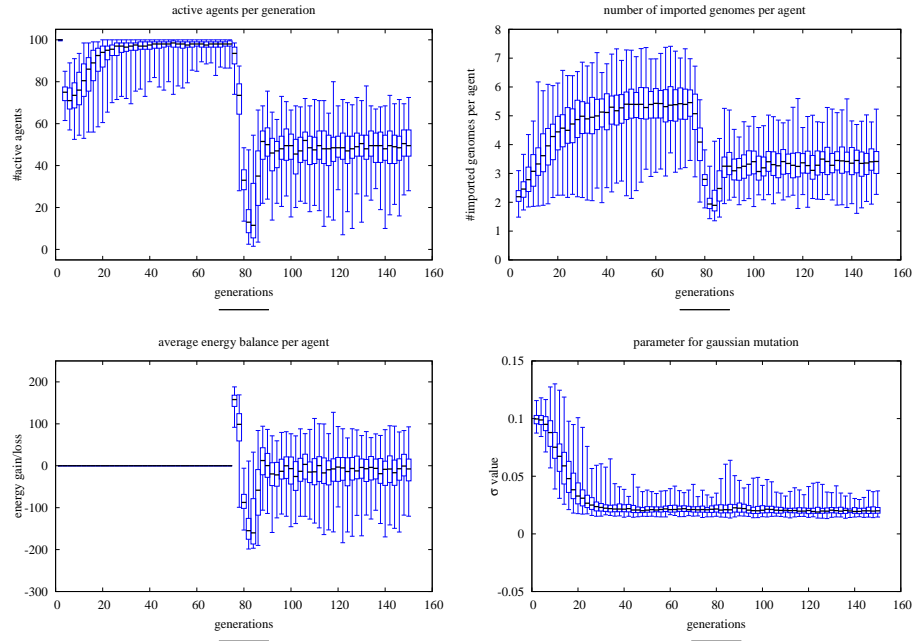 active agents per generation
#active agents
100
80
60
40
20
0
0 20 40 60 80 100 120 140 160
generations
number of imported genomes per agent
#imported genomes per agent
8
7
6
5
4
3
2
1
0
0 20 40 60 80 100 120 140 160
generations
average energy balance per agent
energy gain/loss
200
100
0
-100
-200
-300
0 20 40 60 80 100 120 140 160
generations
parameter for gaussian mutation
σ value
0.15
0.1
0.05
0
-0.05
0 20 40 60 80 100 120 140 160
generations